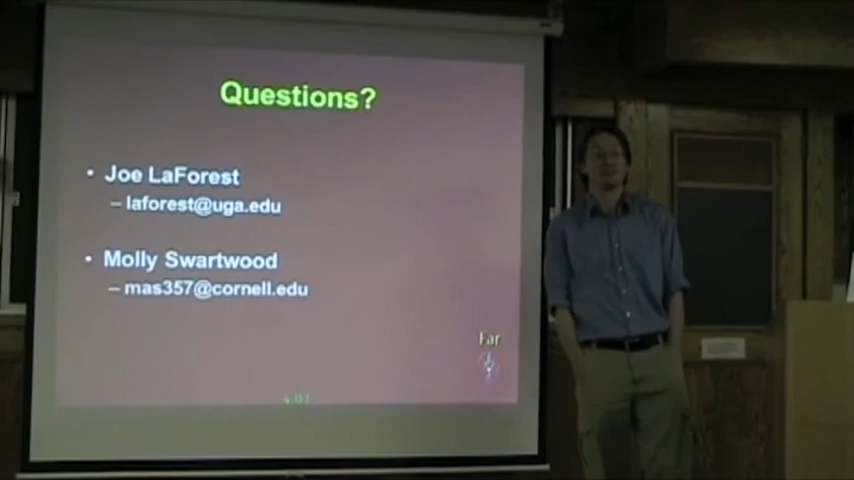 Questions?
• Joe LaForest
– laforest@uga.edu
• Molly Swartwood
– mas357@cornell.edu
Far